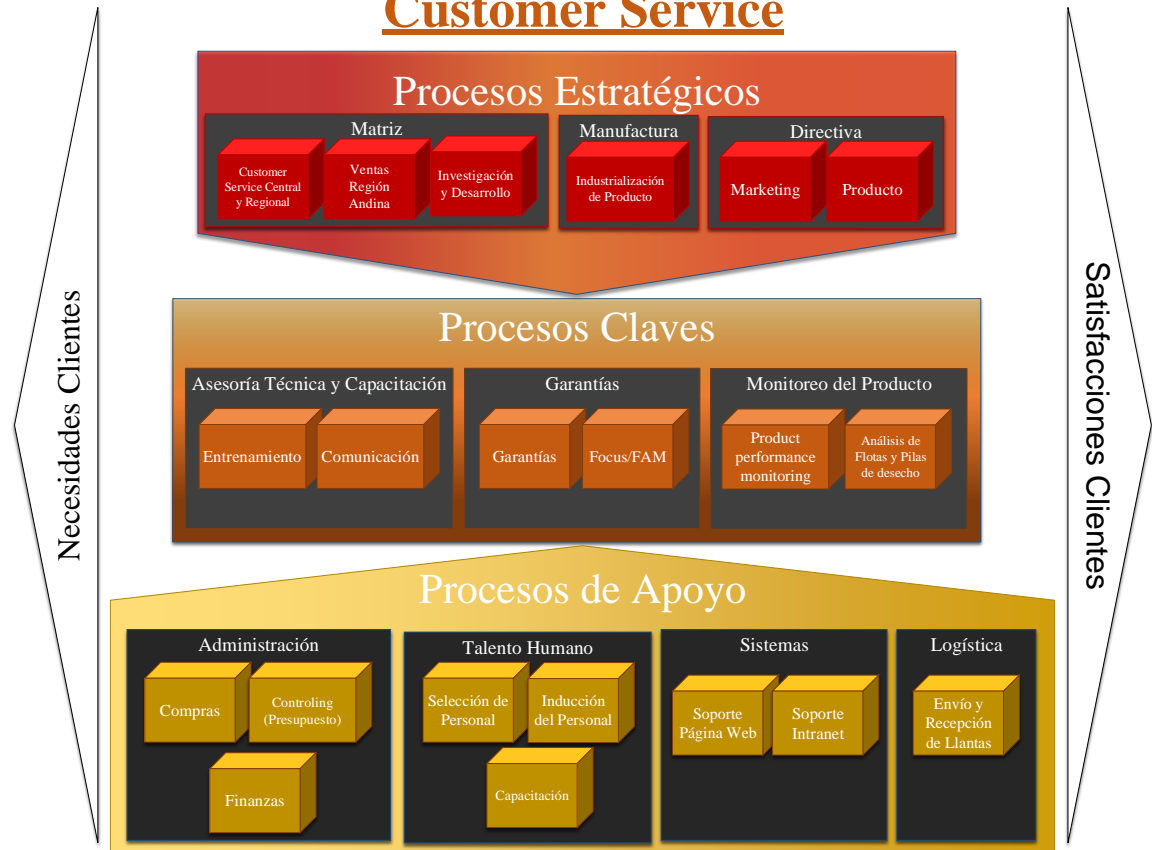 Customer Service
Necesidades Clientes
Satisfacciones Clientes
Procesos Estratégicos
Matriz
Customer
Service Central
y Regional
Ventas
Región
Andina
Investigación
y Desarrollo
Manufactura
Industrialización
de Producto
Directiva
Marketing
Producto
Procesos Claves
Asesoría Técnica y Capacitación
Entrenamiento
Comunicación
Garantías
Garantías
Focus/FAM
Monitoreo del Producto
Product
performance
monitoring
Análisis de
Flotas y Pilas
de desecho
Procesos de Apoyo
Administración
Compras
Controling
(Presupuesto)
Finanzas
Talento Humano
Selección de
Personal
Inducción
del Personal
Capacitación
Sistemas
Soporte
Página Web
Soporte
Intranet
Logística
Envío y
Recepción
de Llantas